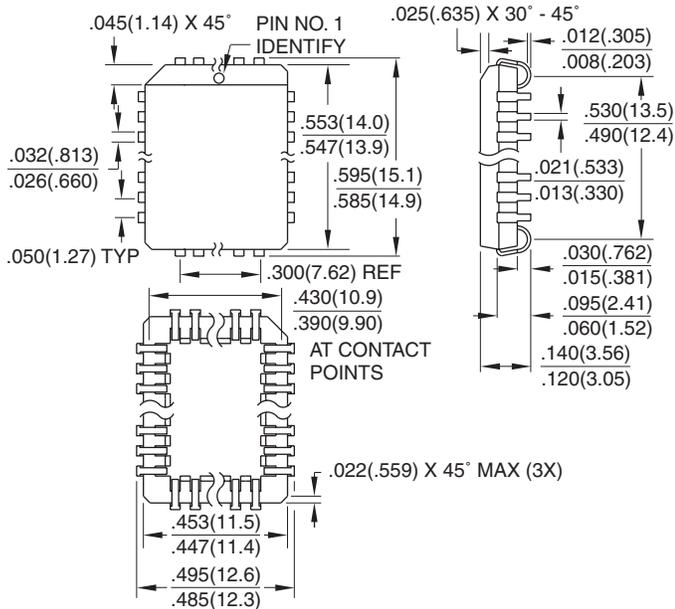 .045(1.14) X 45°
PIN NO. 1
IDENTIFY
.025(.635) X 30° - 45°
.012(.305)
.008(.203)
.553(14.0)
.547(13.9)
.530(13.5)
.490(12.4)
.032(.813)
.026(.660)
.595(15.1)
.585(14.9)
.021(.533)
.013(.330)
.050(1.27) TYP
.300(7.62) REF
.030(.762)
.015(.381)
.430(10.9)
.390(9.90)
AT CONTACT
POINTS
.095(2.41)
.060(1.52)
.140(3.56)
.120(3.05)
.022(.559) X 45° MAX (3X)
.453(11.5)
.447(11.4)
.495(12.6)
.485(12.3)